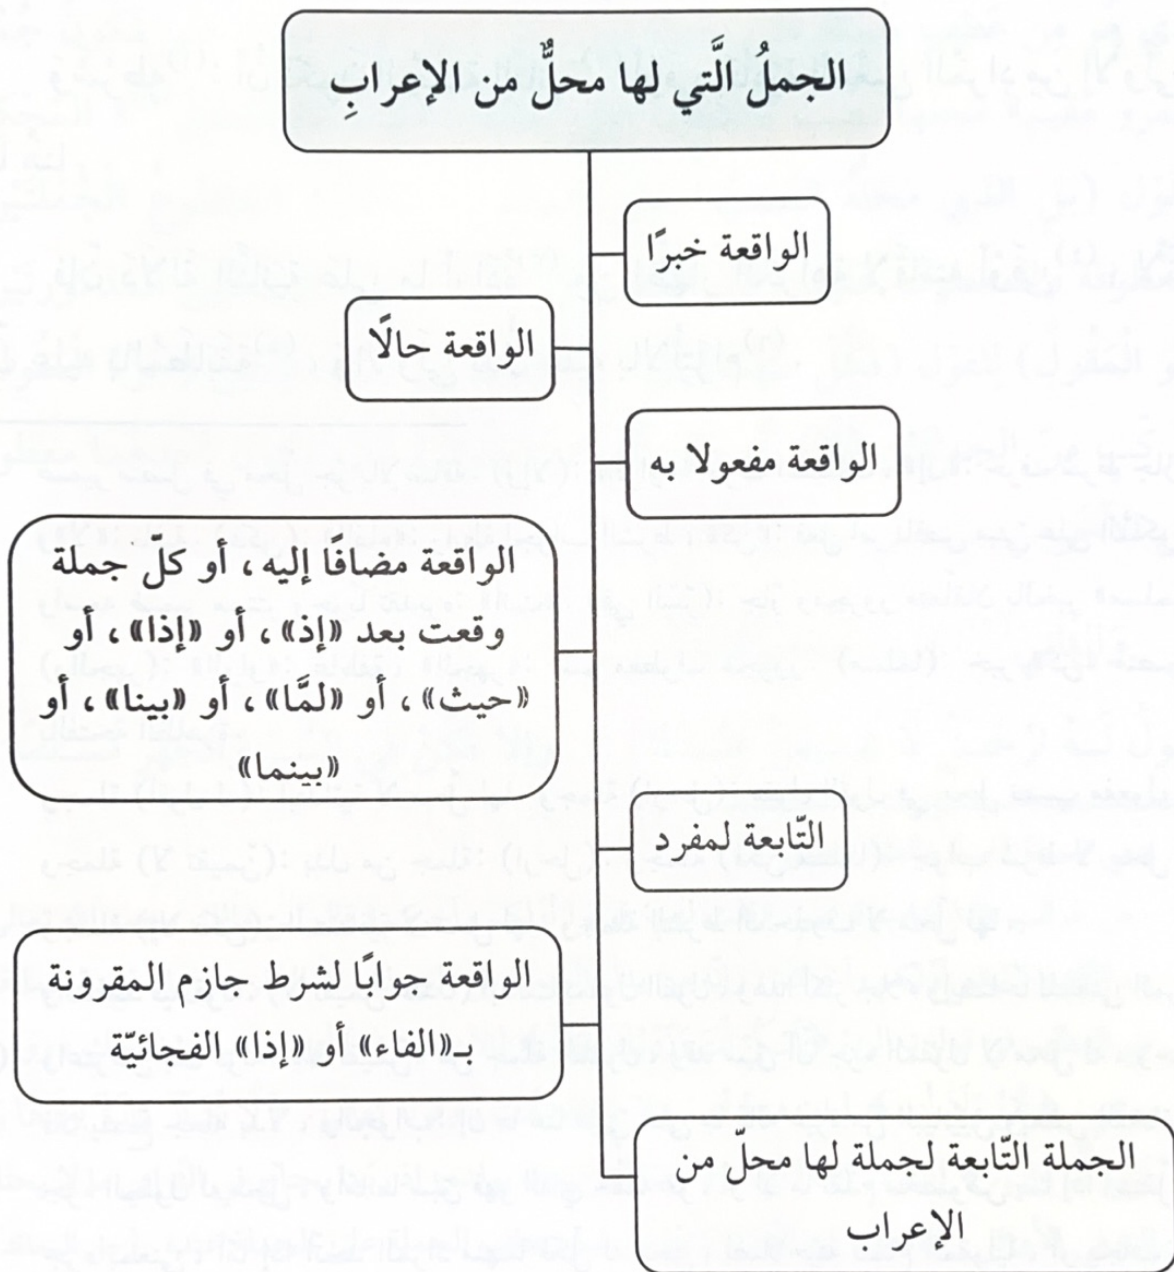 الجملُ الَّتي لها محلٌّ من الإعرابِ
الواقعة خبرًا
الواقعة حالًا
الواقعة مفعولا به
الواقعة مضافًا إليه، أو كلّ جملة
وقعت بعد «إذ»، أو «إذا»، أو
«حيث»، أو «لمَّا»، أو «بينا»، أو
«بينما»
التّابعة لمفرد
الواقعة جوابًا لشرط جازم المقرونة
بـ«الفاء» أو «إذا» الفجائيّة
الجملة التّابعة لجملة لها محلّ من
الإعراب